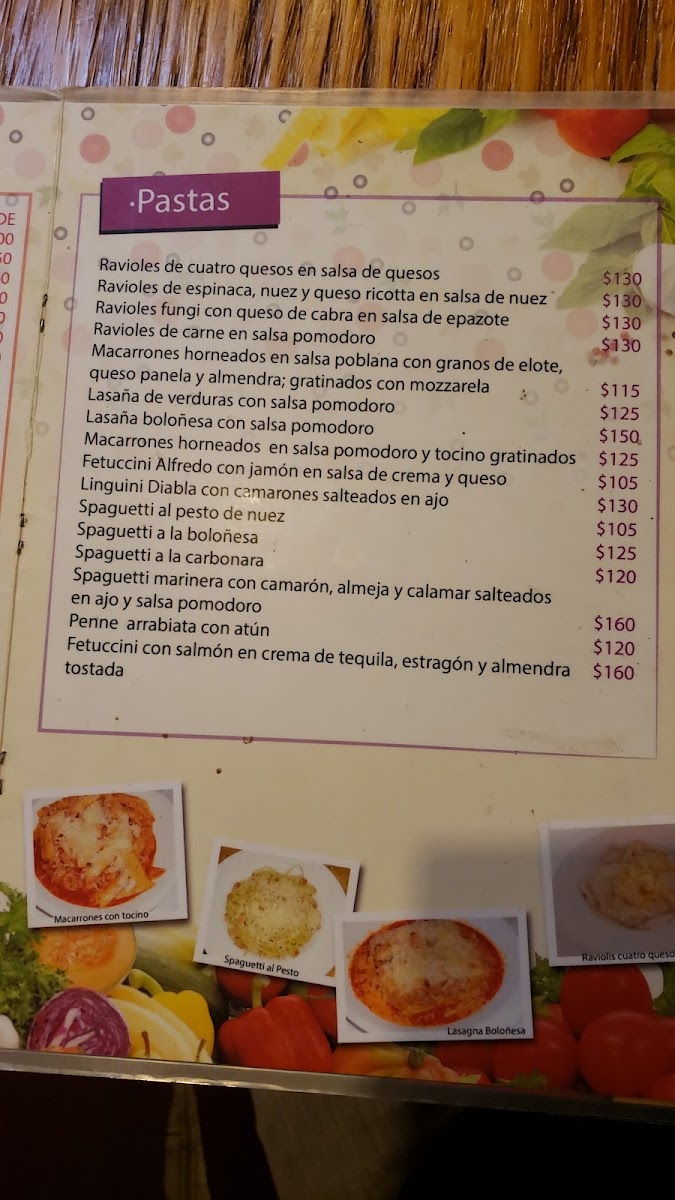 DE
00
·Pastas
Ravioles de cuatro quesos en salsa de quesos $130
Ravioles de espinaca, nuez y queso ricotta en salsa de nuez $130
Ravioles fungi con queso de cabra en salsa de epazote $130
Ravioles de carne en salsa pomodoro $130
Macarrones horneados en salsa poblana con granos de elote,
queso panela y almendra; gratinados con mozzarela $115
Lasaña de verduras con salsa pomodoro $125
Lasaña boloñesa con salsa pomodoro $150
Macarrones horneados en salsa pomodoro y tocino gratinados $125
Fetuccini Alfredo con jamón en salsa de crema y queso $105
Linguini Diabla con camarones salteados en ajo $130
Spaguetti al pesto de nuez $105
Spaguetti a la boloñesa $125
Spaguetti a la carbonara $120
Spaguetti marinera con camarón, almeja y calamar salteados
en ajo y salsa pomodoro $160
Penne arrabiata con atún $120
Fetuccini con salmón en crema de tequila, estragón y almendra $160
tostada
Macarrones con tocino
Spaguetti al Pesto
Lasagna Boloñesa
Raviolis cuatro queso